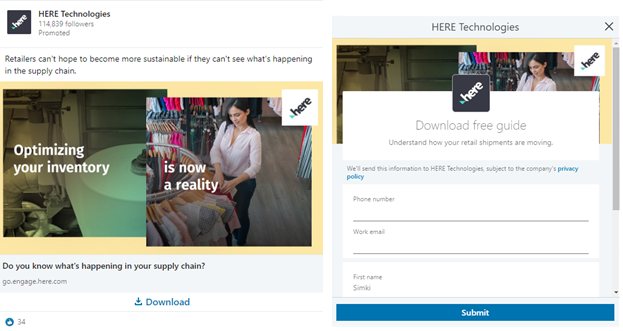 HERE Technologies
114,839 followers
Promoted
Retailers can't hope to become more sustainable if they can't see what's happening
in the supply chain.
here
Optimizing
your inventory
is now
a reality
Do you know what's happening in your supply chain?
go.engage.here.com
Download
34
HERE Technologies
here
here
Download free guide
Understand how your retail shipments are moving.
We'll send this information to HERE Technologies, subject to the company's privacy
policy
Phone number
Work email
First name
Simki
Submit